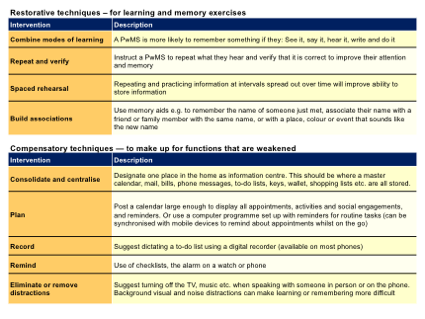 Restorative techniques – for learning and memory exercises
Intervention Description
Combine modes of learning A PwMS is more likely to remember something if they: See it, say it, hear it, write and do it
Repeat and verify Instruct a PwMS to repeat what they hear and verify that it is correct to improve their attention
and memory
Spaced rehearsal Repeating and practicing information at intervals spread out over time will improve ability to
store information
Build associations Use memory aids e.g. to remember the name of someone just met, associate their name with a
friend or family member with the same name, or with a place, colour or event that sounds like
the new name
Compensatory techniques — to make up for functions that are weakened
Intervention Description
Consolidate and centralise Designate one place in the home as information centre. This should be where a master
calendar, mail, bills, phone messages, to-do lists, keys, wallet, shopping lists etc. are all stored.
Plan Post a calendar large enough to display all appointments, activities and social engagements,
and reminders. Or use a computer programme set up with reminders for routine tasks (can be
synchronised with mobile devices to remind about appointments whilst on the go)
Record Suggest dictating a to-do list using a digital recorder (available on most phones)
Remind Use of checklists, the alarm on a watch or phone
Eliminate or remove
distractions Suggest turning off the TV, music etc. when speaking with someone in person or on the phone.
Background visual and noise distractions can make learning or remembering more difficult